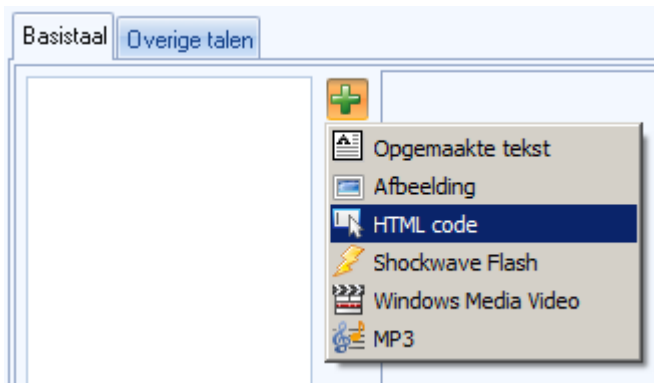 Basistaal Overige talen
Opgemaakte tekst
Afbeelding
HTML code
Shockwave Flash
Windows Media Video
MP3